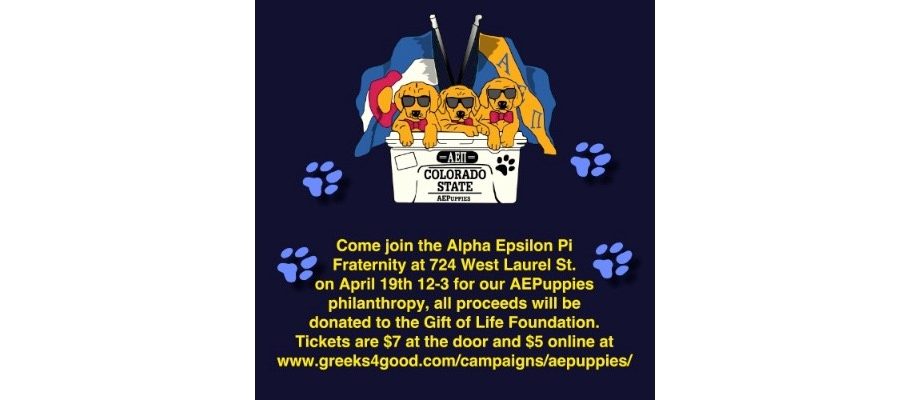 Α
Π
ΑΕΠ
COLORADO
STATE
AEPUPPIES
Come join the Alpha Epsilon Pi
Fraternity at 724 West Laurel St.
on April 19th 12-3 for our AEPuppies
philanthropy, all proceeds will be
donated to the Gift of Life Foundation.
Tickets are $7 at the door and $5 online at
www.greeks4good.com/campaigns/aepuppies/